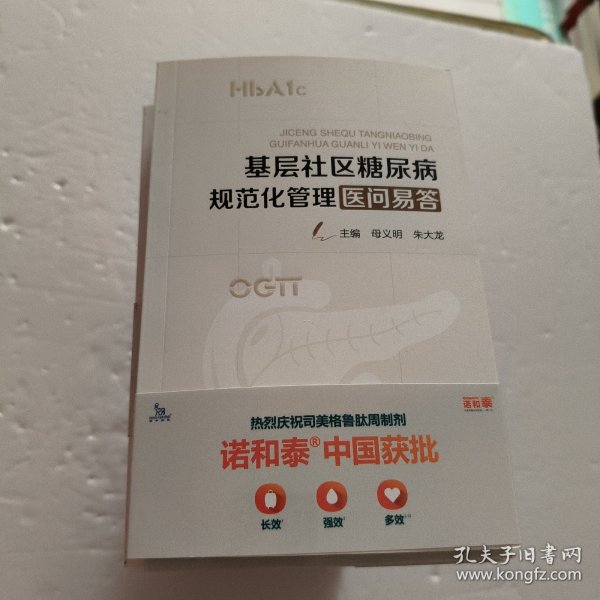 HbA1c
JICENG SHEQU TANGNIAOBING
GUIFANHUA GUANLI YI WEN YI DA
基层社区糖尿病
规范化管理医问易答
主编 母义明 朱大龙
OGTT
诺和泰
热烈庆祝司美格鲁肽周制剂
诺和泰®中国获批
长效 强效 多效
孔夫子旧书网
www.kongfz.com